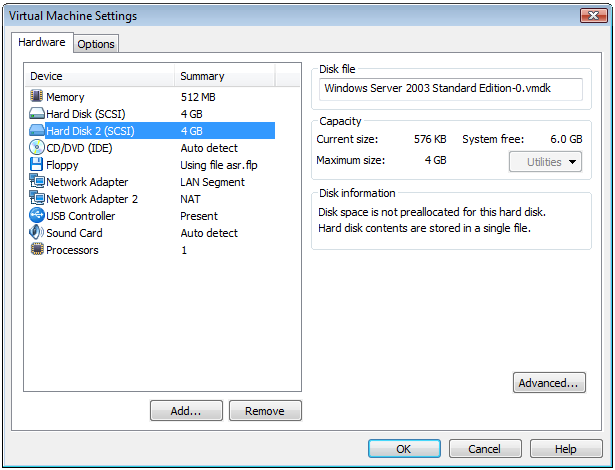 Virtual Machine Settings
Hardware
Options
Device Summary
Memory 512 MB
Hard Disk (SCSI) 4 GB
Hard Disk 2 (SCSI) 4 GB
CD/DVD (IDE) Auto detect
Floppy Using file asr.flp
Network Adapter LAN Segment
Network Adapter 2 NAT
USB Controller Present
Sound Card Auto detect
Processors 1
Add...
Remove
Disk file
Windows Server 2003 Standard Edition-0.vmdk
Capacity
Current size: 576 KB System free: 6.0 GB
Maximum size: 4 GB
Utilities
Disk information
Disk space is not preallocated for this hard disk.
Hard disk contents are stored in a single file.
Advanced...
OK
Cancel
Help